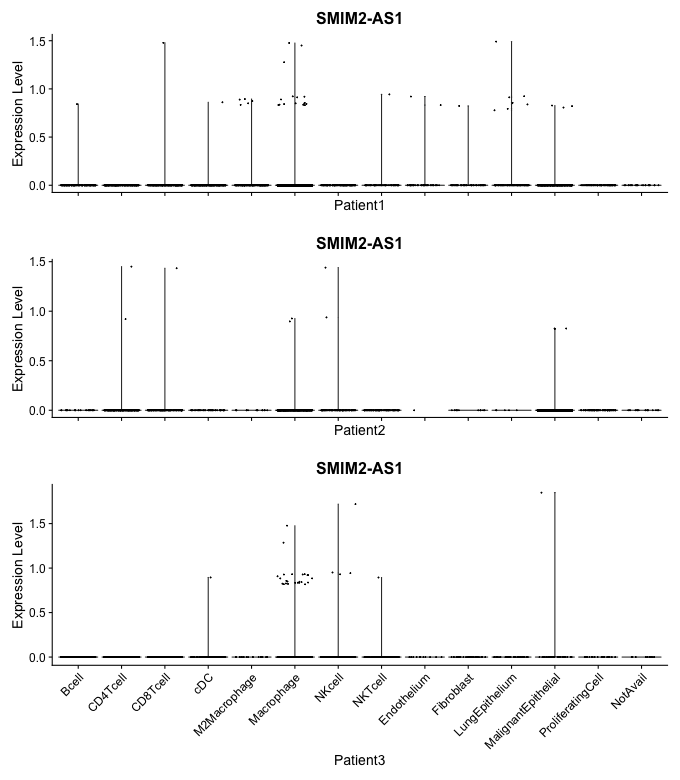 SMIM2-AS1
Expression Level
1.5
1.0
0.5
0.0
Patient1
SMIM2-AS1
Expression Level
1.5
1.0
0.5
0.0
Patient2
SMIM2-AS1
Expression Level
1.5
1.0
0.5
0.0
Bcell
CD4Tcell
CD8Tcell
cDC
M2Macrophage
Macrophage
NKcell
NKTcell
Endothelium
Fibroblast
LungEpithelium
MalignantEpithelial
ProliferatingCell
NotAvail
Patient3